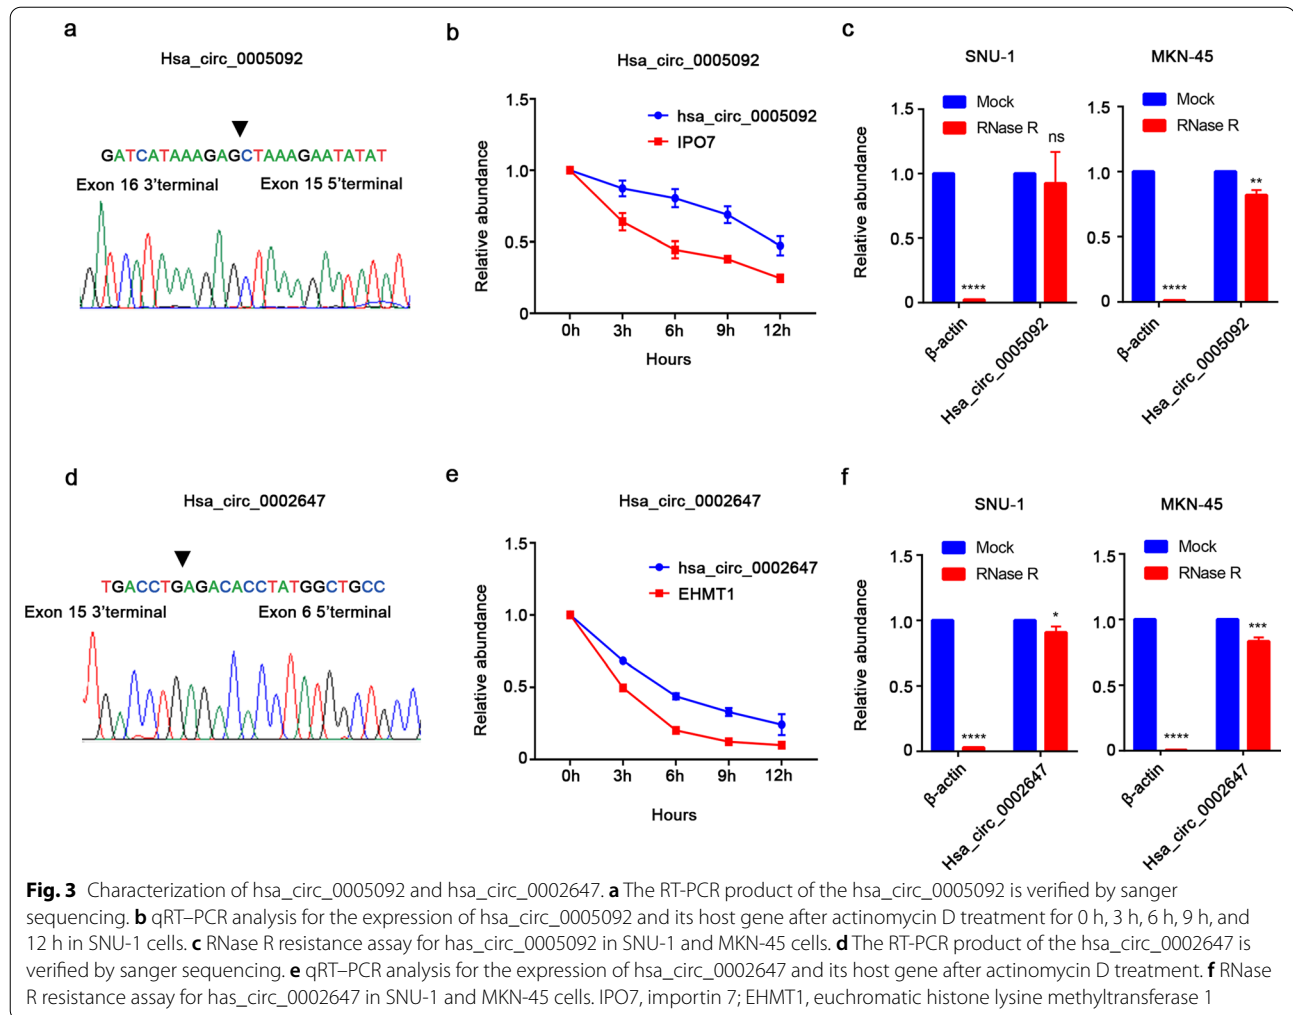 a
Hsa_circ_0005092
GATCATAAAGAGCTAAAGAATATAT
Exon 16 3’terminal Exon 15 5’terminal
b
Hsa_circ_0005092
hsa_circ_0005092
IPO7
Relative abundance
1.5
1.0
0.5
0
0h 3h 6h 9h 12h
Hours
c
SNU-1
Mock
RNase R
Relative abundance
1.5
1.0
0.5
0
ns
****
β-actin
Hsa_circ_0005092
MKN-45
Mock
RNase R
1.5
1.0
0.5
0
**
****
β-actin
Hsa_circ_0005092
d
Hsa_circ_0002647
TGACCTGAGACACCTATGGCTGCC
Exon 15 3’terminal Exon 6 5’terminal
e
Hsa_circ_0002647
hsa_circ_0002647
EHMT1
Relative abundance
1.5
1.0
0.5
0
0h 3h 6h 9h 12h
Hours
f
SNU-1
Mock
RNase R
Relative abundance
1.5
1.0
0.5
0
*
****
β-actin
Hsa_circ_0002647
MKN-45
Mock
RNase R
1.5
1.0
0.5
0
***
****
β-actin
Hsa_circ_0002647
Fig. 3 Characterization of hsa_circ_0005092 and hsa_circ_0002647. a The RT-PCR product of the hsa_circ_0005092 is verified by sanger
sequencing. b qRT–PCR analysis for the expression of hsa_circ_0005092 and its host gene after actinomycin D treatment for 0 h, 3 h, 6 h, 9 h, and
12 h in SNU-1 cells. c RNase R resistance assay for has_circ_0005092 in SNU-1 and MKN-45 cells. d The RT-PCR product of the hsa_circ_0002647 is
verified by sanger sequencing. e qRT–PCR analysis for the expression of hsa_circ_0002647 and its host gene after actinomycin D treatment. f RNase
R resistance assay for has_circ_0002647 in SNU-1 and MKN-45 cells. IPO7, importin 7; EHMT1, euchromatic histone lysine methyltransferase 1